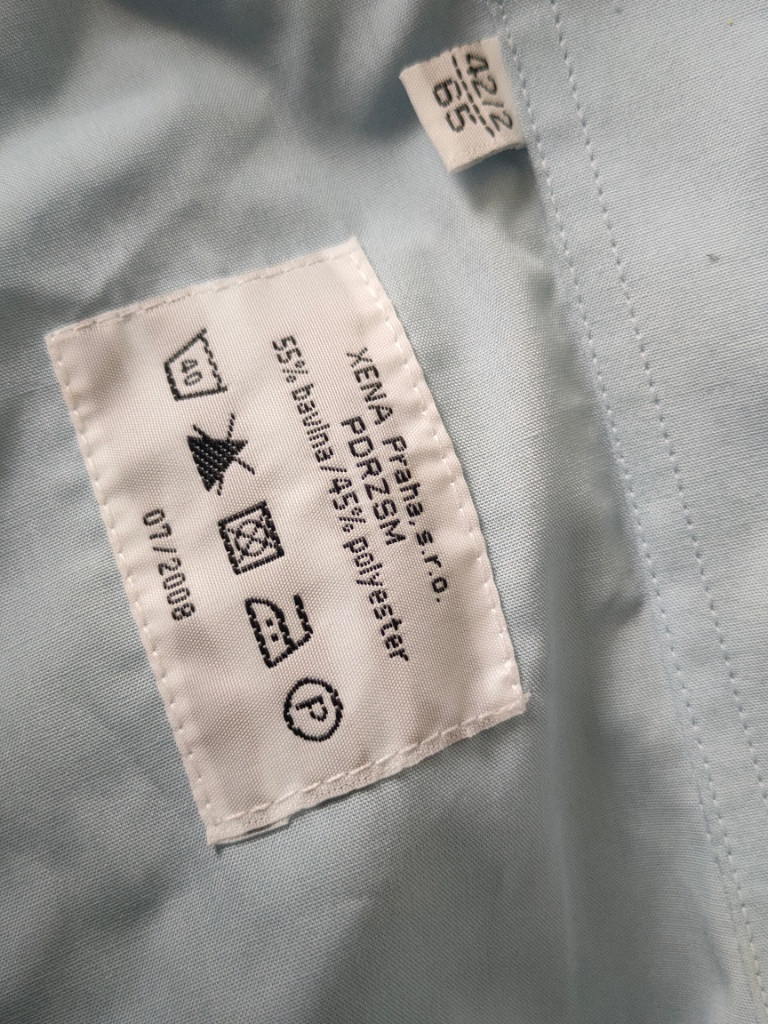 42/2
65
XENA Praha, s.r.o.
PDRZSM
55% bavlna/45% polyester
40
P
07/2008